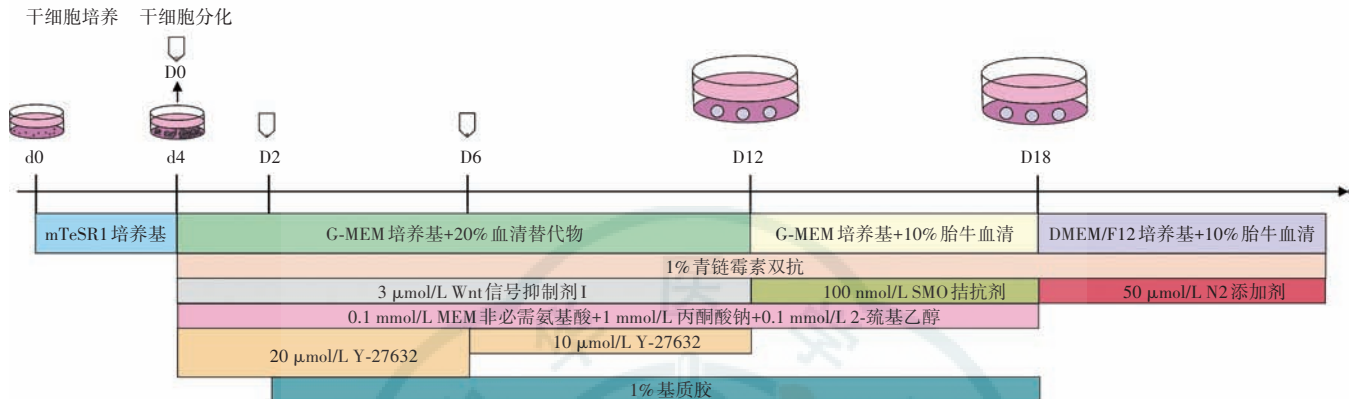 干细胞培养 干细胞分化
D0
d0 d4 D2 D6 D12 D18
mTeSR1培养基 G-MEM培养基+20%血清替代物 G-MEM培养基+10%胎牛血清 DMEM/F12培养基+10%胎牛血清
1%青链霉素双抗
3 μmol/L Wnt信号抑制剂I 100 nmol/L SMO拮抗剂 50 μmol/L N2添加剂
0.1 mmol/L MEM非必需氨基酸+1 mmol/L 丙酮酸钠+0.1 mmol/L 2-巯基乙醇
20 μmol/L Y-27632 10 μmol/L Y-27632
1%基质胶